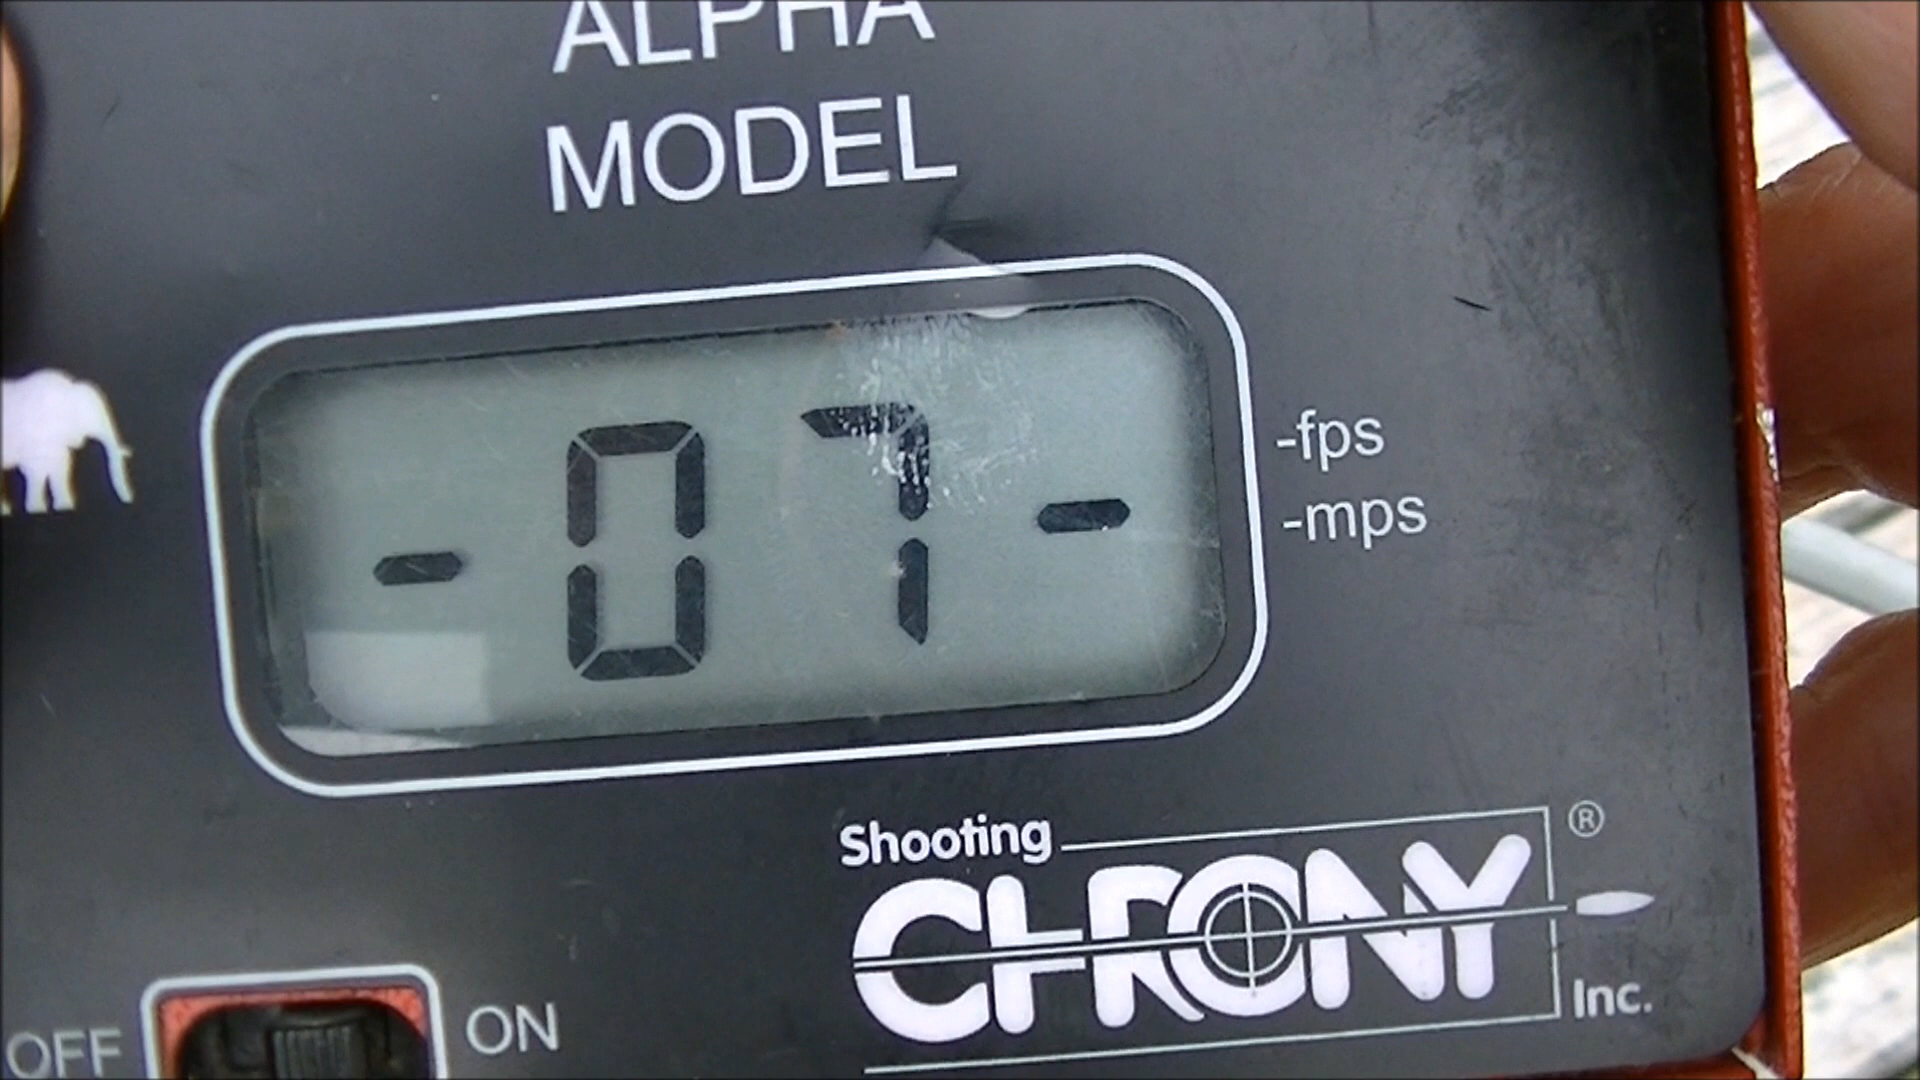 ALPHA
MODEL
-07-
-fps
-mps
Shooting
CHRONY®
Inc.
OFF ON